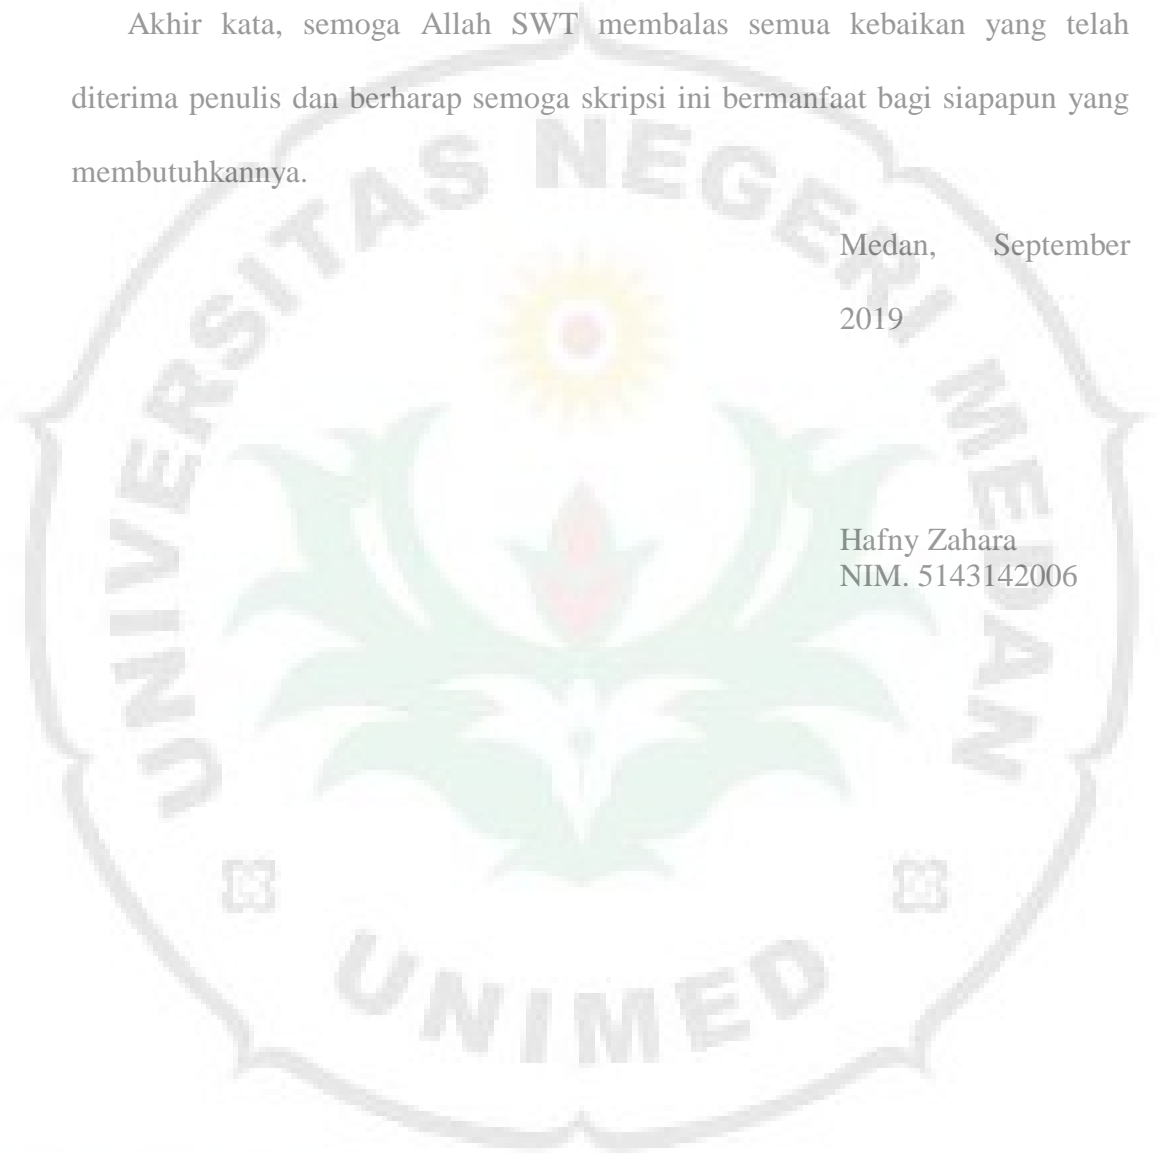 Akhir kata, semoga Allah SWT membalas semua kebaikan yang telah
diterima penulis dan berharap semoga skripsi ini bermanfaat bagi siapapun yang
membutuhkannya.
Medan, September
2019
Hafny Zahara
NIM. 5143142006
UNIVERSITAS NEGERI MEDAN
UNIMED